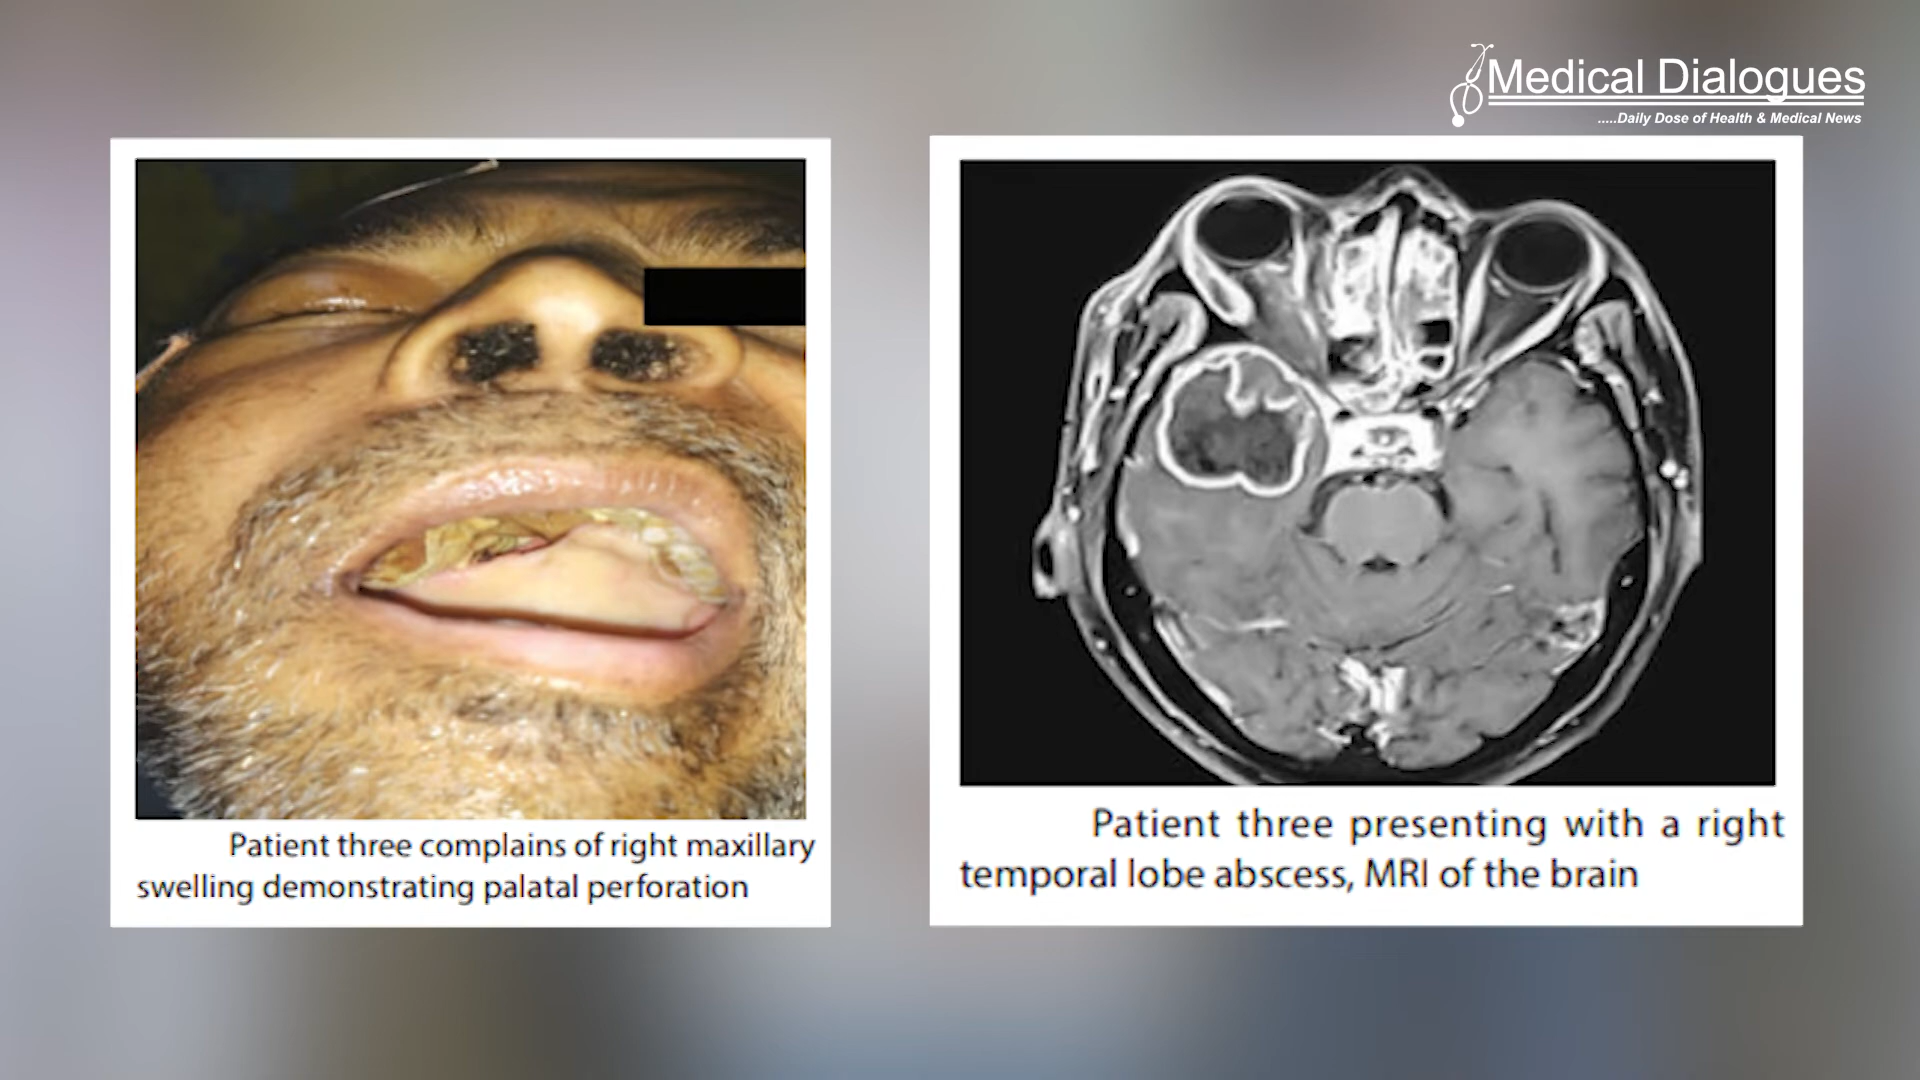 Medical Dialogues
.....Daily Dose of Health & Medical News
Patient three complains of right maxillary
swelling demonstrating palatal perforation
Patient three presenting with a right
temporal lobe abscess, MRI of the brain